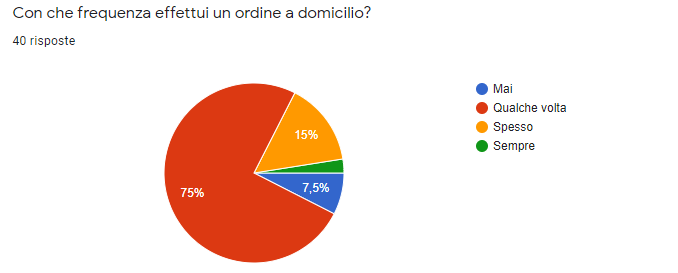 Con che frequenza effettui un ordine a domicilio?
40 risposte
Mai
Qualche volta
Spesso
Sempre
15%
7,5%
75%